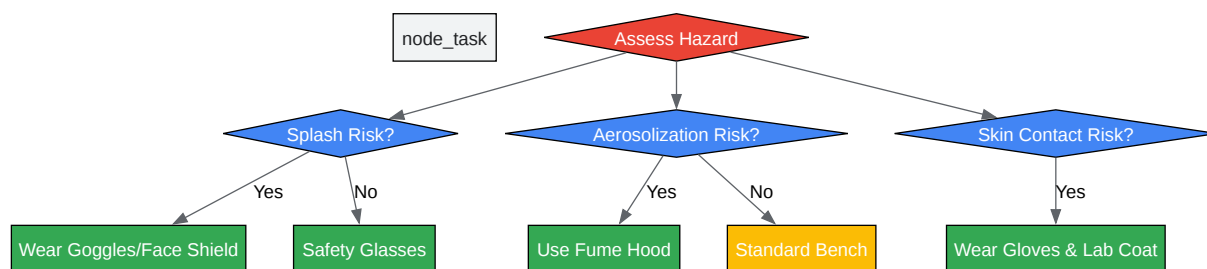 node_task
Assess Hazard
Splash Risk?
Aerosolization Risk?
Skin Contact Risk?
Yes
No
Yes
No
Yes
Wear Goggles/Face Shield
Safety Glasses
Use Fume Hood
Standard Bench
Wear Gloves & Lab Coat